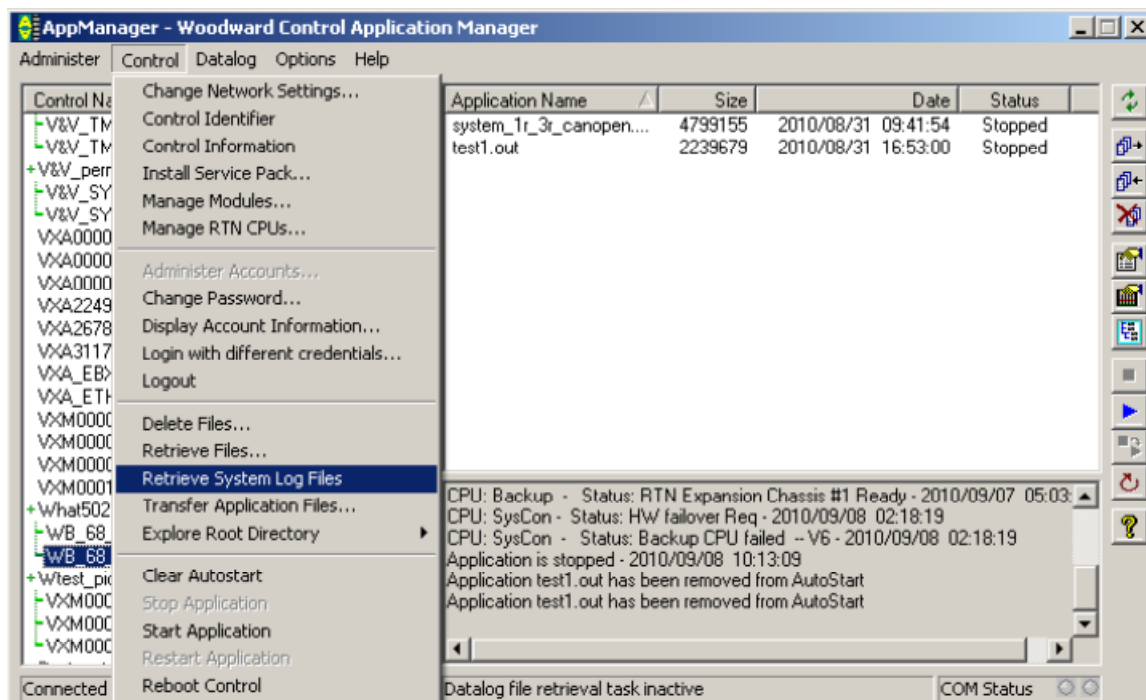 AppManager - Woodward Control Application Manager
Administer Control Datalog Options Help
Control Na
V&V_TM
V&V_TM
+V&V_perr
V&V_SY
V&V_SY
VXA0000
VXA0000
VXA0000
VXA2249
VXA2678
VXA3117
VXA_EBX
VXA_ETH
VXM0000
VXM0000
VXM0000
VXM0001
+What502
WB_68_
WB_68
+Wtest_pic
VXM000
VXM000
VXM000
Connected
Change Network Settings...
Control Identifier
Control Information
Install Service Pack...
Manage Modules...
Manage RTN CPUs...
Administer Accounts...
Change Password...
Display Account Information...
Login with different credentials...
Logout
Delete Files...
Retrieve Files...
Retrieve System Log Files
Transfer Application Files...
Explore Root Directory
Clear Autostart
Stop Application
Start Application
Restart Application
Reboot Control
Application Name Size Date Status
system_1r_3r_canopen.... 4799155 2010/08/31 09:41:54 Stopped
test1.out 2239679 2010/08/31 16:53:00 Stopped
CPU: Backup - Status: RTN Expansion Chassis #1 Ready - 2010/09/07 05:03:
CPU: SysCon - Status: HW failover Req - 2010/09/08 02:18:19
CPU: SysCon - Status: Backup CPU failed -- V6 - 2010/09/08 02:18:19
Application is stopped - 2010/09/08 10:13:09
Application test1.out has been removed from AutoStart
Application test1.out has been removed from AutoStart
Datalog file retrieval task inactive
COM Status